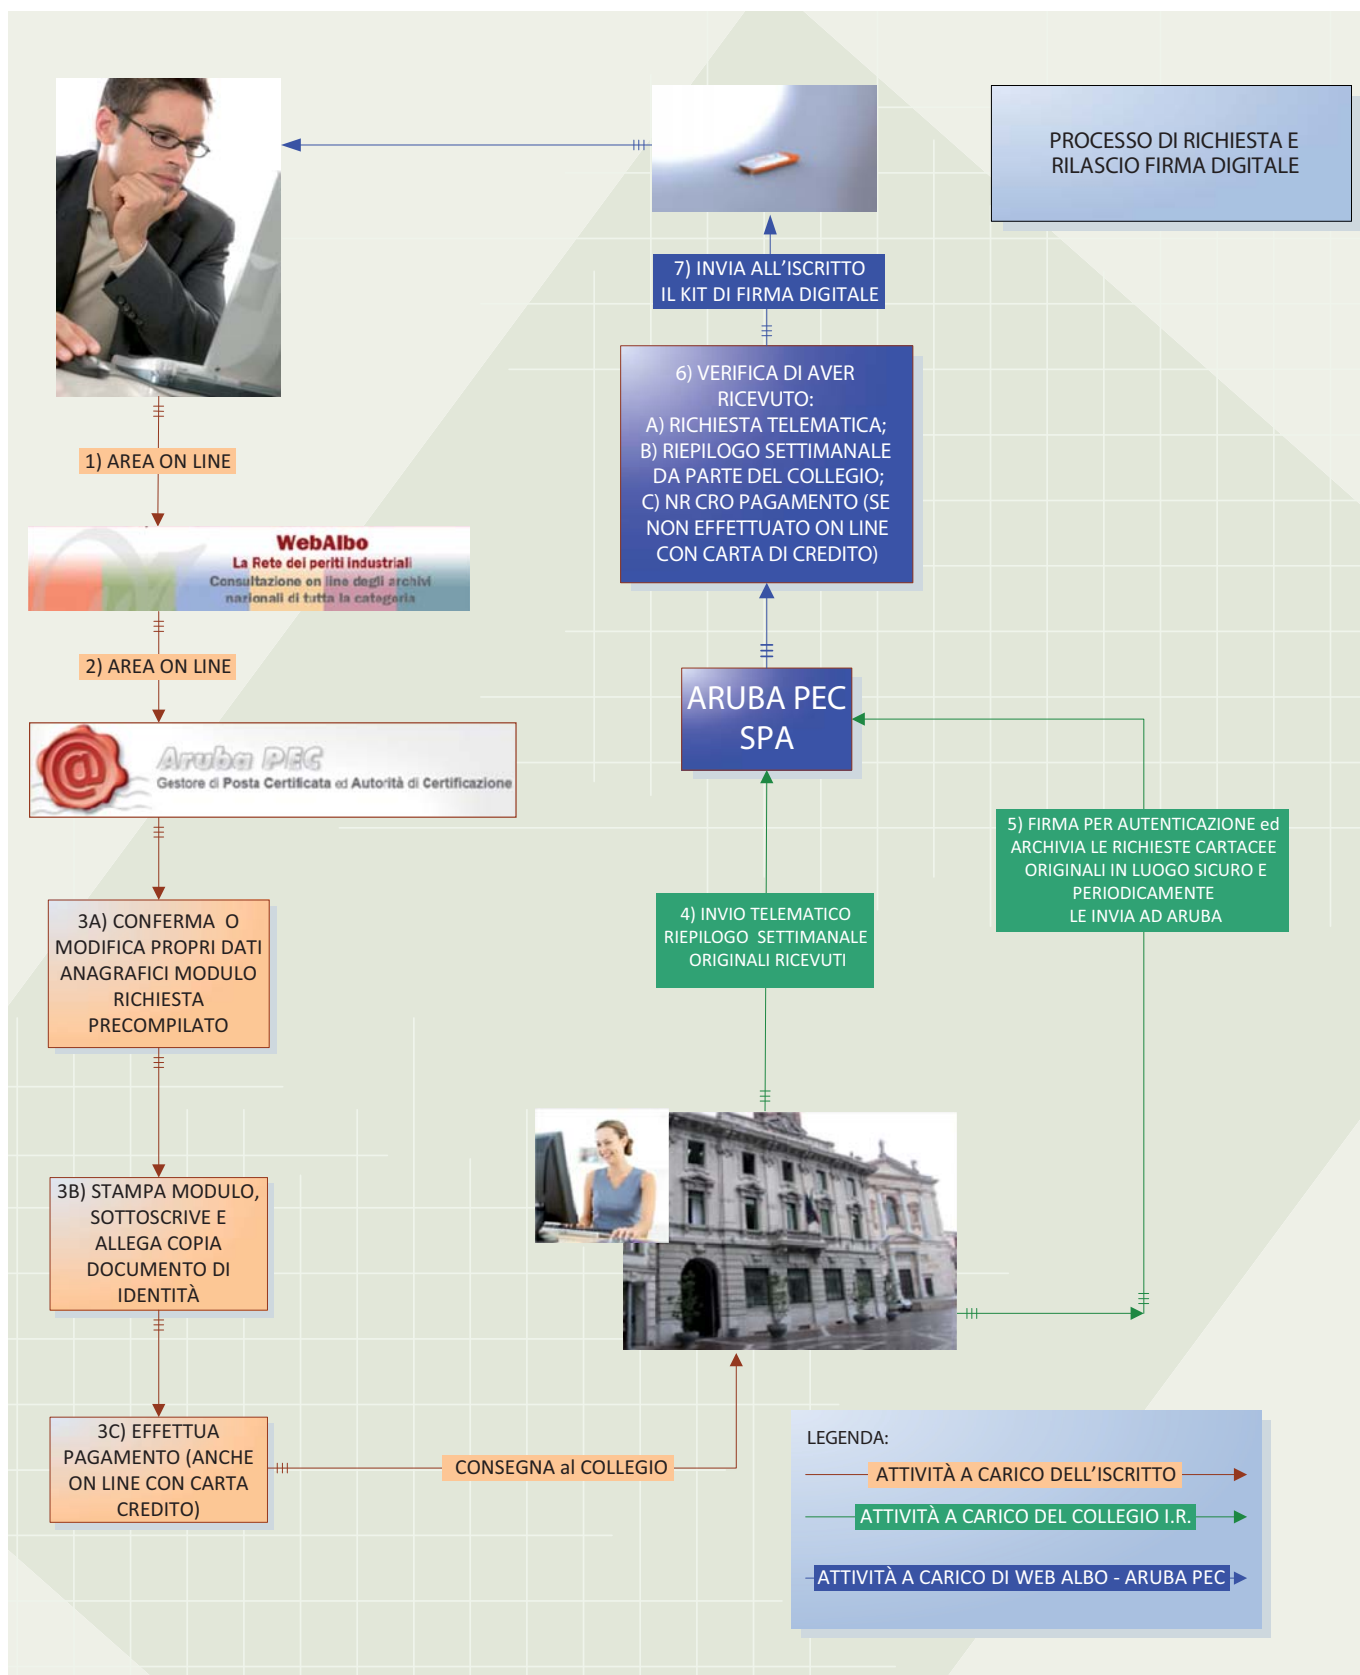 PROCESSO DI RICHIESTA E
RILASCIO FIRMA DIGITALE
7) INVIA ALL'ISCRITTO
IL KIT DI FIRMA DIGITALE
6) VERIFICA DI AVER
RICEVUTO:
A) RICHIESTA TELEMATICA;
B) RIEPILOGO SETTIMANALE
DA PARTE DEL COLLEGIO;
C) NR CRO PAGAMENTO (SE
NON EFFETTUATO ON LINE
CON CARTA DI CREDITO)
1) AREA ON LINE
WebAlbo
La Rete dei periti industriali
Consultazione on line degli archivi
nazionali di tutta la categoria
2) AREA ON LINE
ARUBA PEC
SPA
@ Aruba PEC
Gestore di Posta Certificata ed Autorità di Certificazione
5) FIRMA PER AUTENTICAZIONE ed
ARCHIVIA LE RICHIESTE CARTACEE
ORIGINALI IN LUOGO SICURO E
PERIODICAMENTE
LE INVIA AD ARUBA
3A) CONFERMA O
MODIFICA PROPRI DATI
ANAGRAFICI MODULO
RICHIESTA
PRECOMPILATO
4) INVIO TELEMATICO
RIEPILOGO SETTIMANALE
ORIGINALI RICEVUTI
3B) STAMPA MODULO,
SOTTOSCRIVE E
ALLEGA COPIA
DOCUMENTO DI
IDENTITÀ
3C) EFFETTUA
PAGAMENTO (ANCHE
ON LINE CON CARTA
CREDITO)
CONSEGNA al COLLEGIO
LEGENDA:
ATTIVITÀ A CARICO DELL'ISCRITTO
ATTIVITÀ A CARICO DEL COLLEGIO I.R.
ATTIVITÀ A CARICO DI WEB ALBO - ARUBA PEC